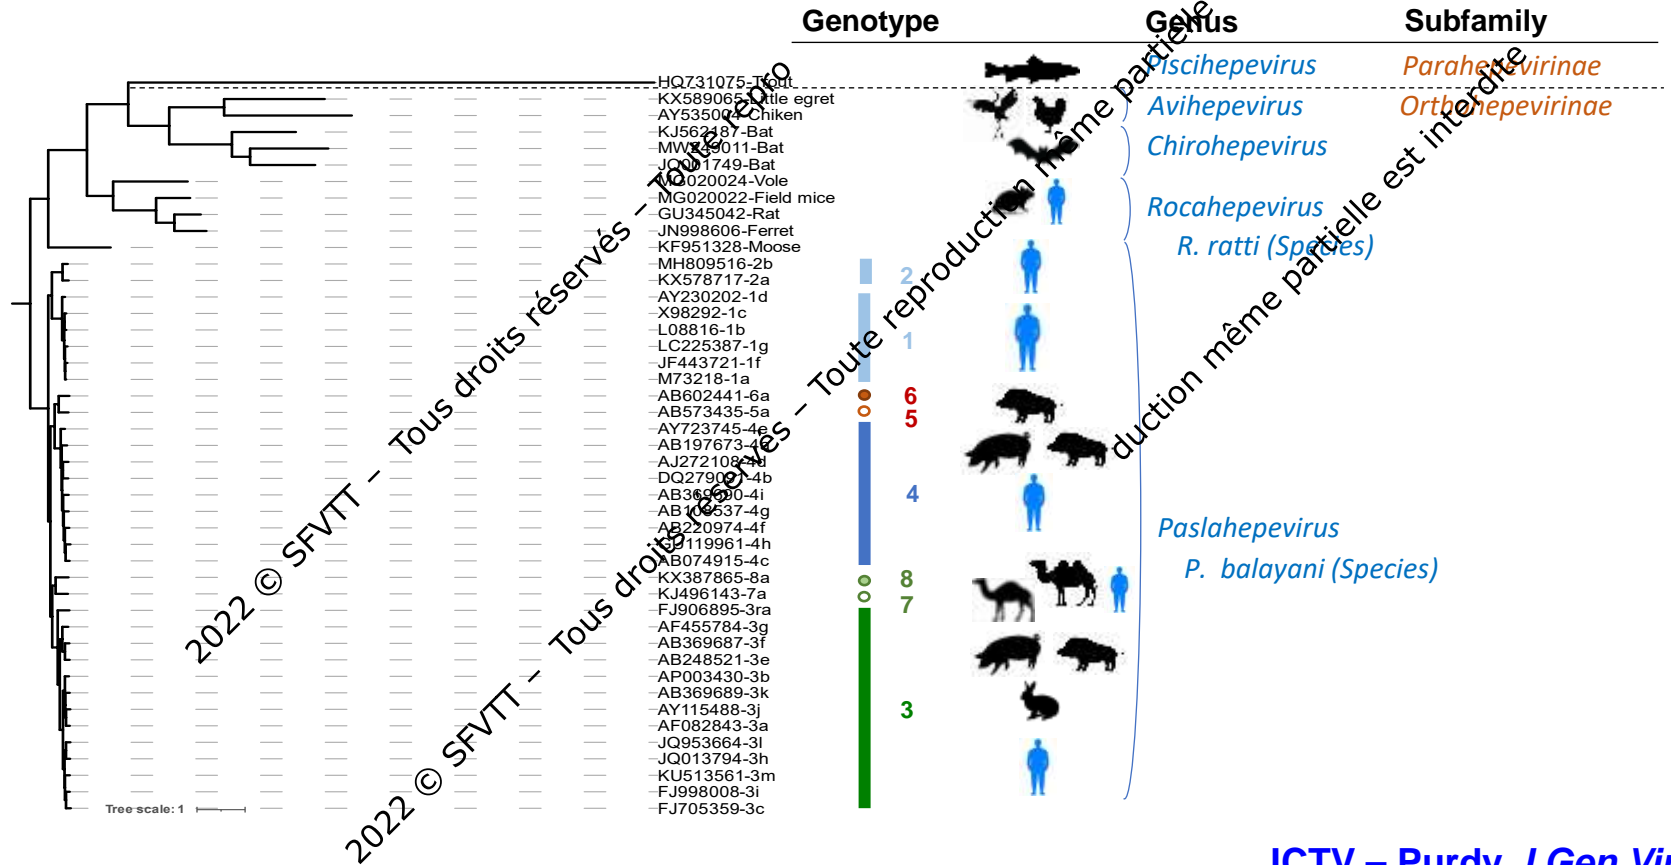 Genotype Genus Subfamily
HQ731075-Trout Piscihepevirus Parahepevirinae
KX589065-Little egret Avihepevirus Orthohepevirinae
AY535004-Chiken
KJ562187-Bat Chirohepevirus
MW249011-Bat
JQ001749-Bat
MG020024-Vole
MG020022-Field mice Rocahepevirus
GU345042-Rat
JN998606-Ferret R. ratti (Species)
KF951328-Moose
MH809516-2b
KX578717-2a 2
AY230202-1d
X98292-1c
L08816-1b
LC225387-1g 1
JF443721-1f
M73218-1a
AB602441-6a 6
AB573435-5a 5
AY723745-4e
AB197673-4a
AJ272108-4d
DQ279091-4b
AB369690-4i 4
AB108537-4g
AB220974-4f Paslahepevirus
GU119961-4h
AB074915-4c P. balayani (Species)
KX387865-8a 8
KJ496143-7a 7
FJ906895-3ra
AF455784-3g
AB369687-3f
AB248521-3e
AP003430-3b
AB369689-3k
AY115488-3j 3
AF082843-3a
JQ953664-3l
JQ013794-3h
KU513561-3m
FJ998008-3i
FJ705359-3c
Tree scale: 1
2022 © SFVTT – Tous droits réservés – Toute repro
2022 © SFVTT – Tous droits réservés – Toute reproduction même partielle
duction même partielle est interdite
ICTV – Purdy, J Gen Vir